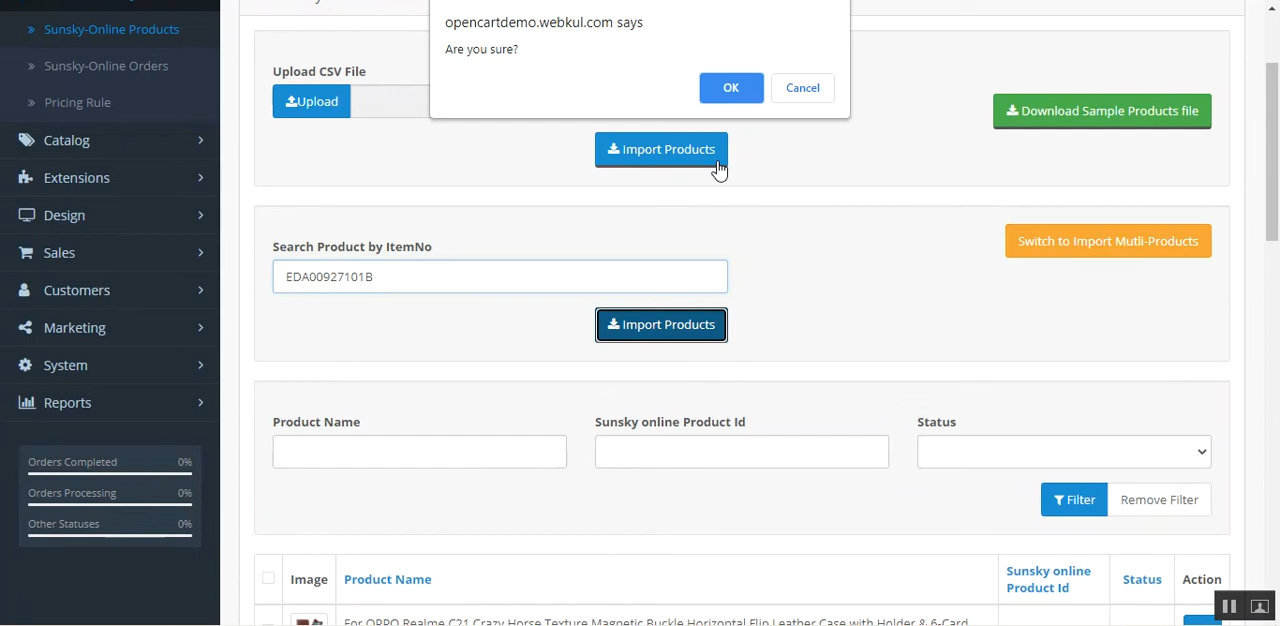 Sunsky-Online Products
Sunsky-Online Orders
Pricing Rule
Catalog
Extensions
Design
Sales
Customers
Marketing
System
Reports
Orders Completed 0%
Orders Processing 0%
Other Statuses 0%
opencartdemo.webkul.com says
Are you sure?
OK Cancel
Upload CSV File
Upload
Download Sample Products file
Import Products
Search Product by ItemNo
Switch to Import Mutli-Products
EDA00927101B
Import Products
Product Name Sunsky online Product Id Status
Filter Remove Filter
Image Product Name Sunsky online Product Id Status Action
For OPPO Realme C21 Crazy Horse Texture Magnetic Buckle Horizontal Flip Leather Case with Holder & 6-Card